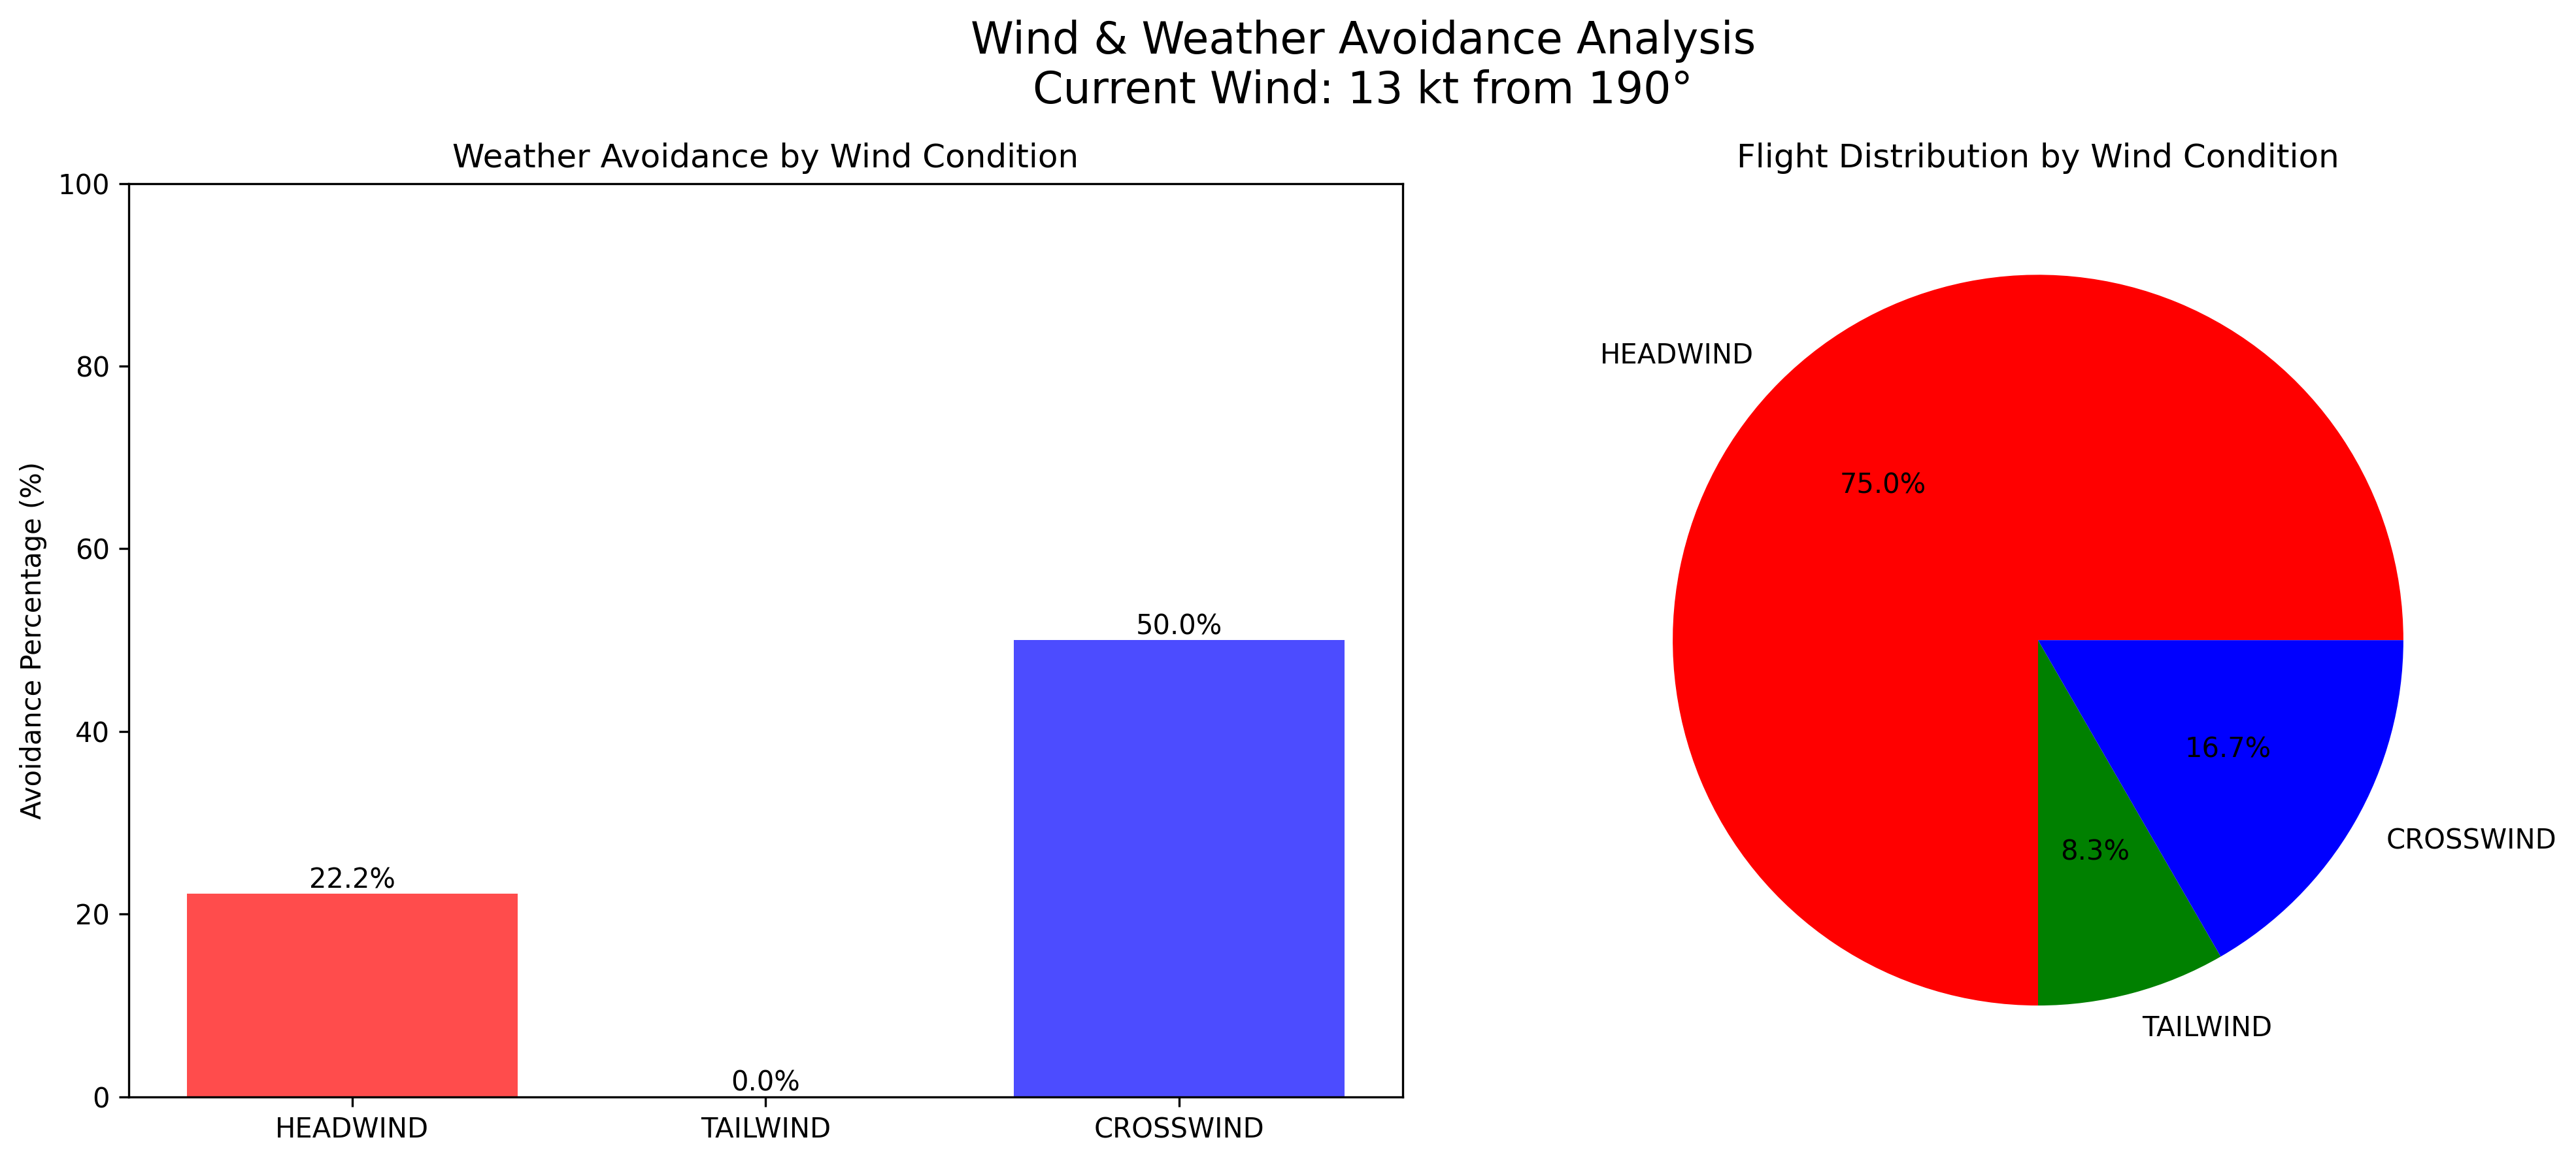 Wind & Weather Avoidance Analysis
Current Wind: 13 kt from 190°
Weather Avoidance by Wind Condition
Avoidance Percentage (%)
100
80
60
40
20
0
22.2%
0.0%
50.0%
HEADWIND
TAILWIND
CROSSWIND
Flight Distribution by Wind Condition
HEADWIND
75.0%
16.7%
CROSSWIND
8.3%
TAILWIND